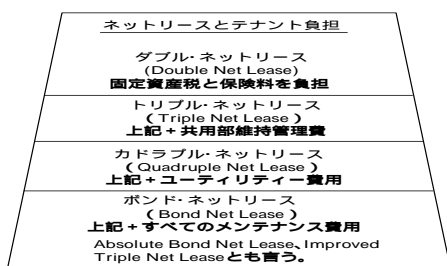 ネットリースとテナント負担
ダブル・ネットリース
(Double Net Lease)
固定資産税と保険料を負担
トリプル・ネットリース
(Triple Net Lease)
上記+共用部維持管理費
カドラプル・ネットリース
(Quadruple Net Lease)
上記+ユーティリティー費用
ボンド・ネットリース
(Bond Net Lease)
上記+すべてのメンテナンス費用
Absolute Bond Net Lease、Improved
Triple Net Leaseとも言う。